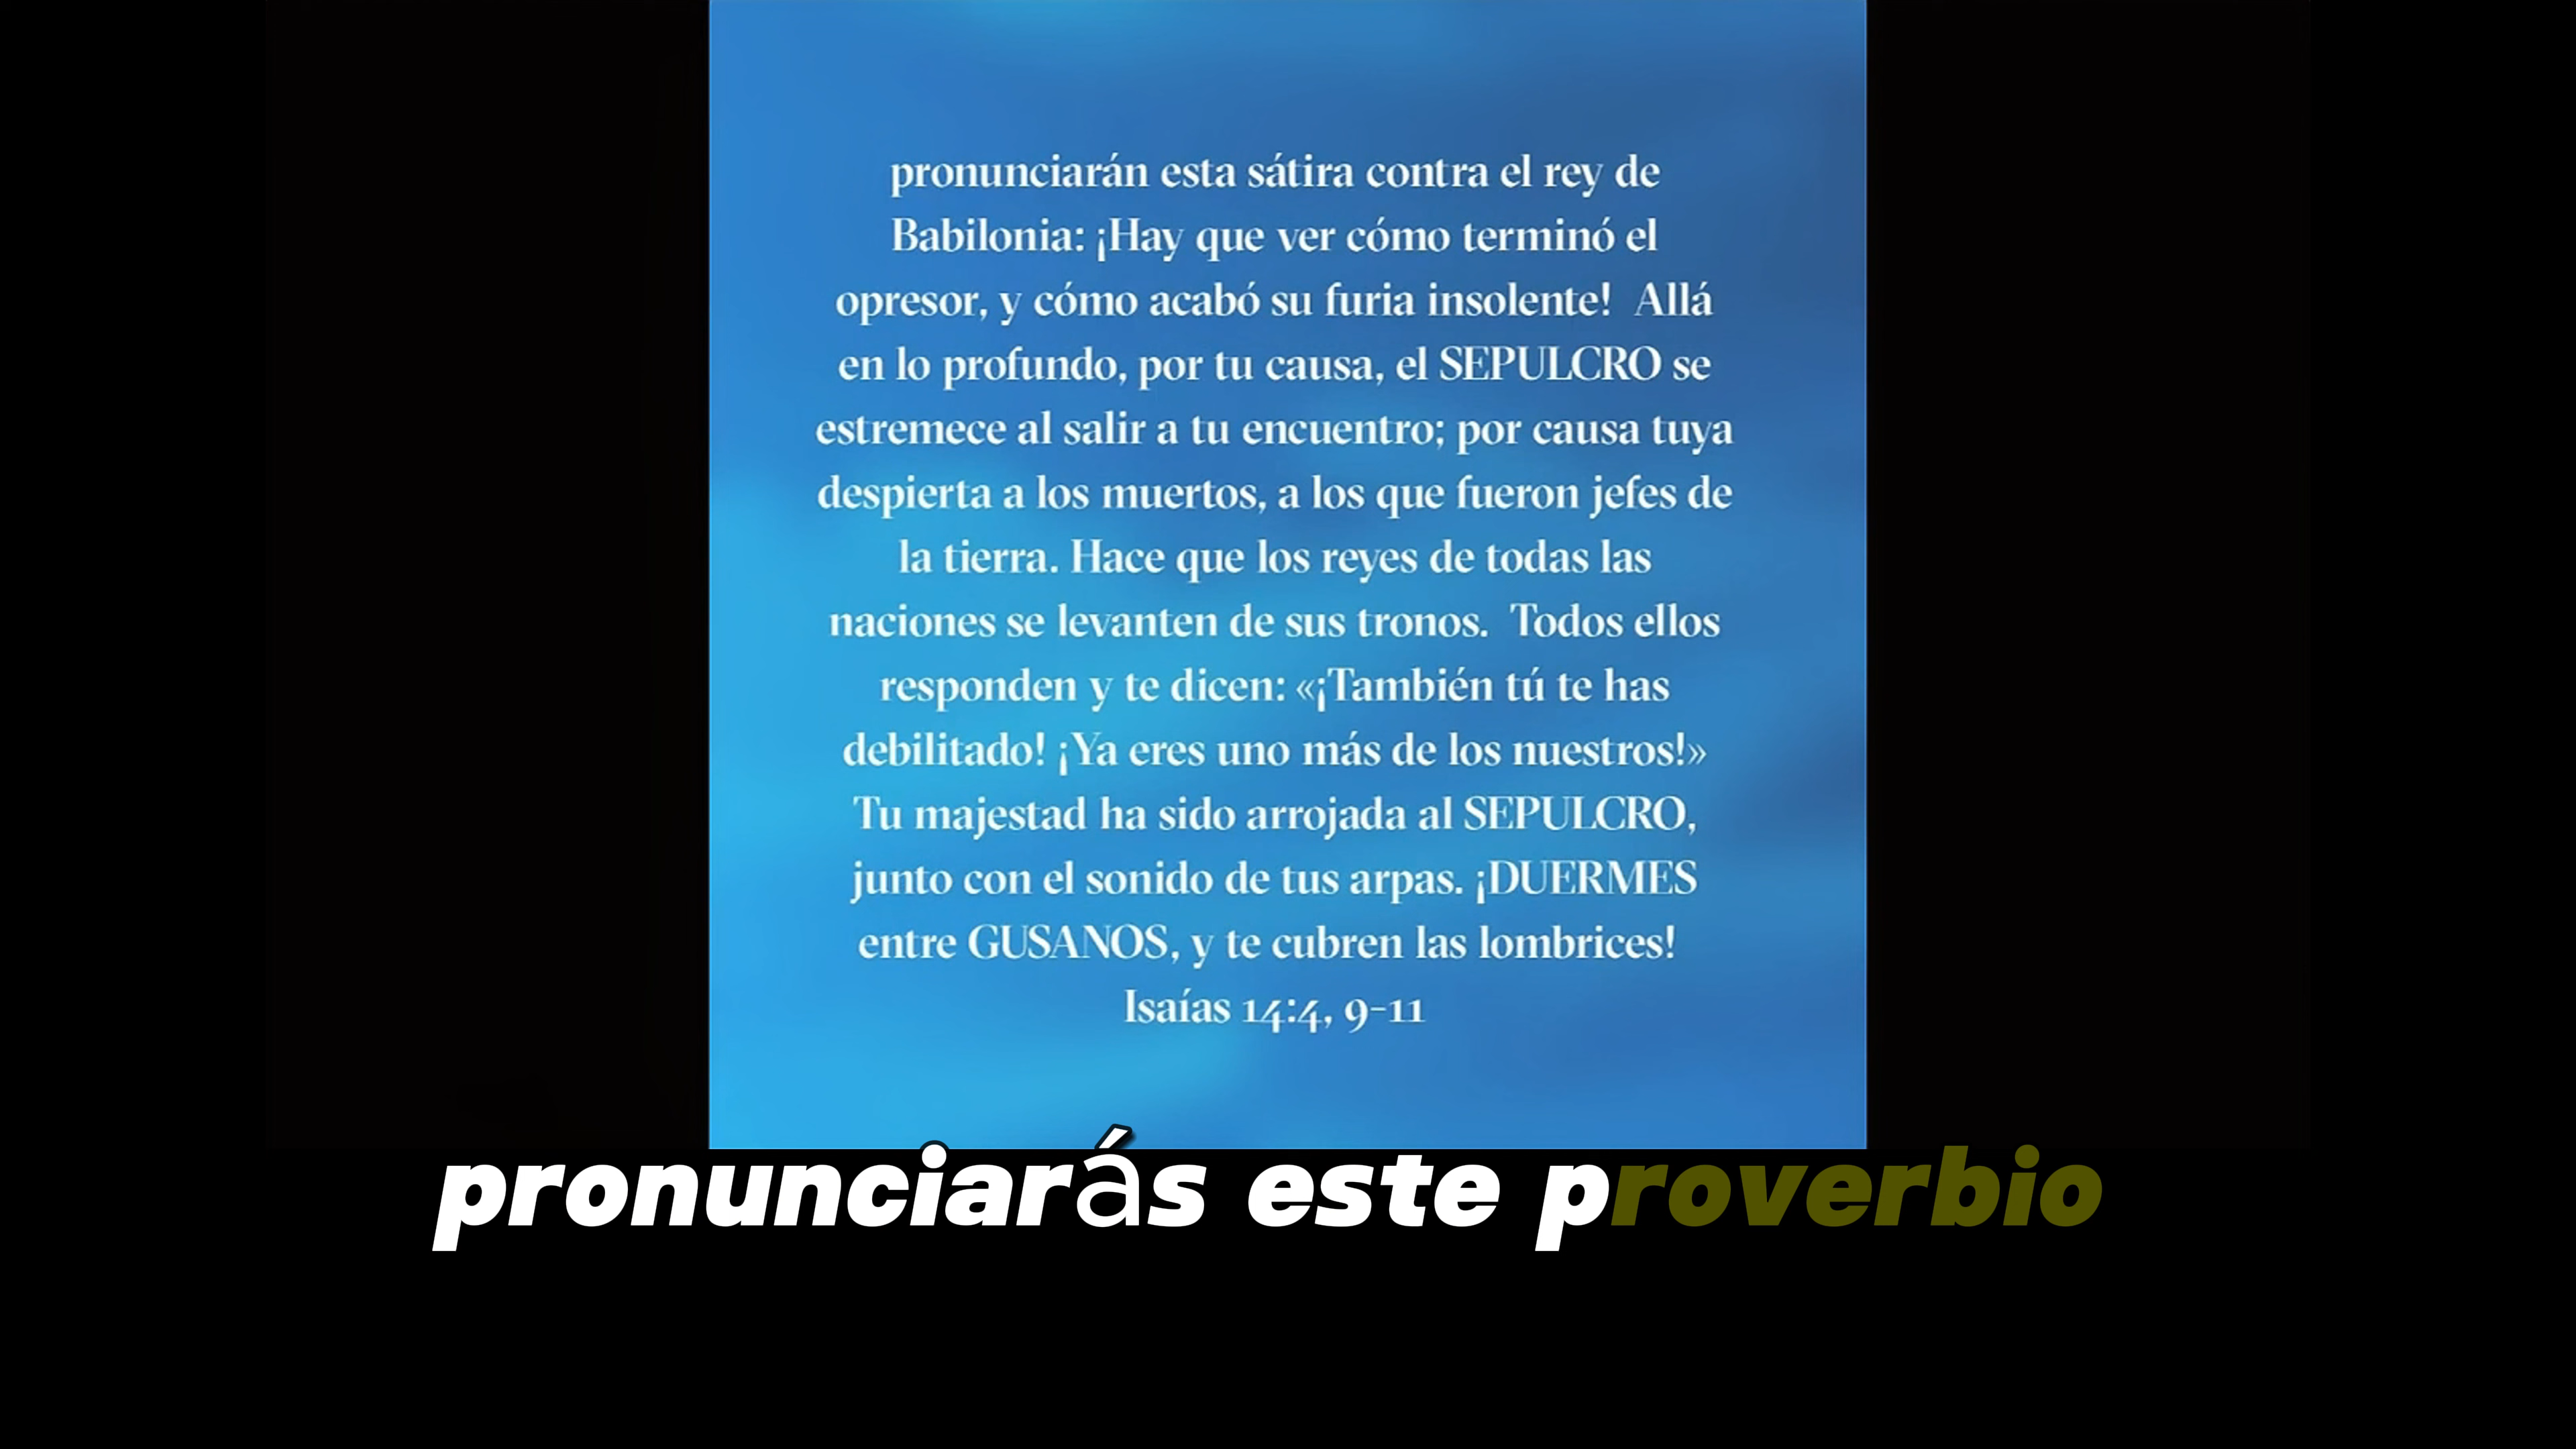 pronunciarán esta sátira contra el rey de
Babilonia: ¡Hay que ver cómo terminó el
opresor, y cómo acabó su furia insolente!  Allá
en lo profundo, por tu causa, el SEPULCRO se
estremece al salir a tu encuentro; por causa tuya
despierta a los muertos, a los que fueron jefes de
la tierra. Hace que los reyes de todas las
naciones se levanten de sus tronos.  Todos ellos
responden y te dicen: «¡También tú te has
debilitado! ¡Ya eres uno más de los nuestros!»
Tu majestad ha sido arrojada al SEPULCRO,
junto con el sonido de tus arpas. ¡DUERMES
entre GUSANOS, y te cubren las lombrices!
Isaías 14:4, 9-11
pronunciarás este proverbio